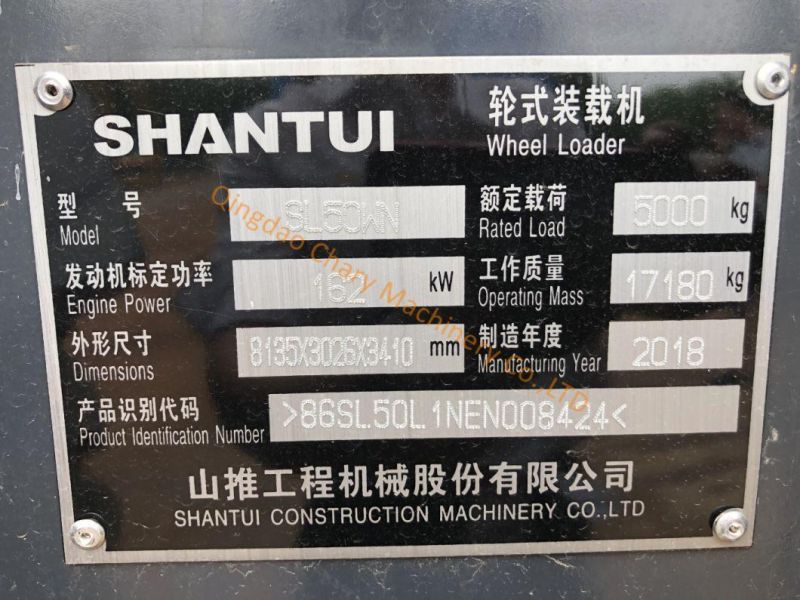 SHANTUI
轮式装载机
Wheel Loader
型 号 SL50WN
Model
额定载荷 5000 kg
Rated Load
发动机标定功率 162 kW
Engine Power
工作质量 17180 kg
Operating Mass
外形尺寸 8135X3026X3410 mm
Dimensions
制造年度 2018
Manufacturing Year
产品识别代码 >86SL50L1NEN008424<
Product Identification Number
山推工程机械股份有限公司
SHANTUI CONSTRUCTION MACHINERY CO.,LTD
Qingdao Chary Machinery Co.,LTD